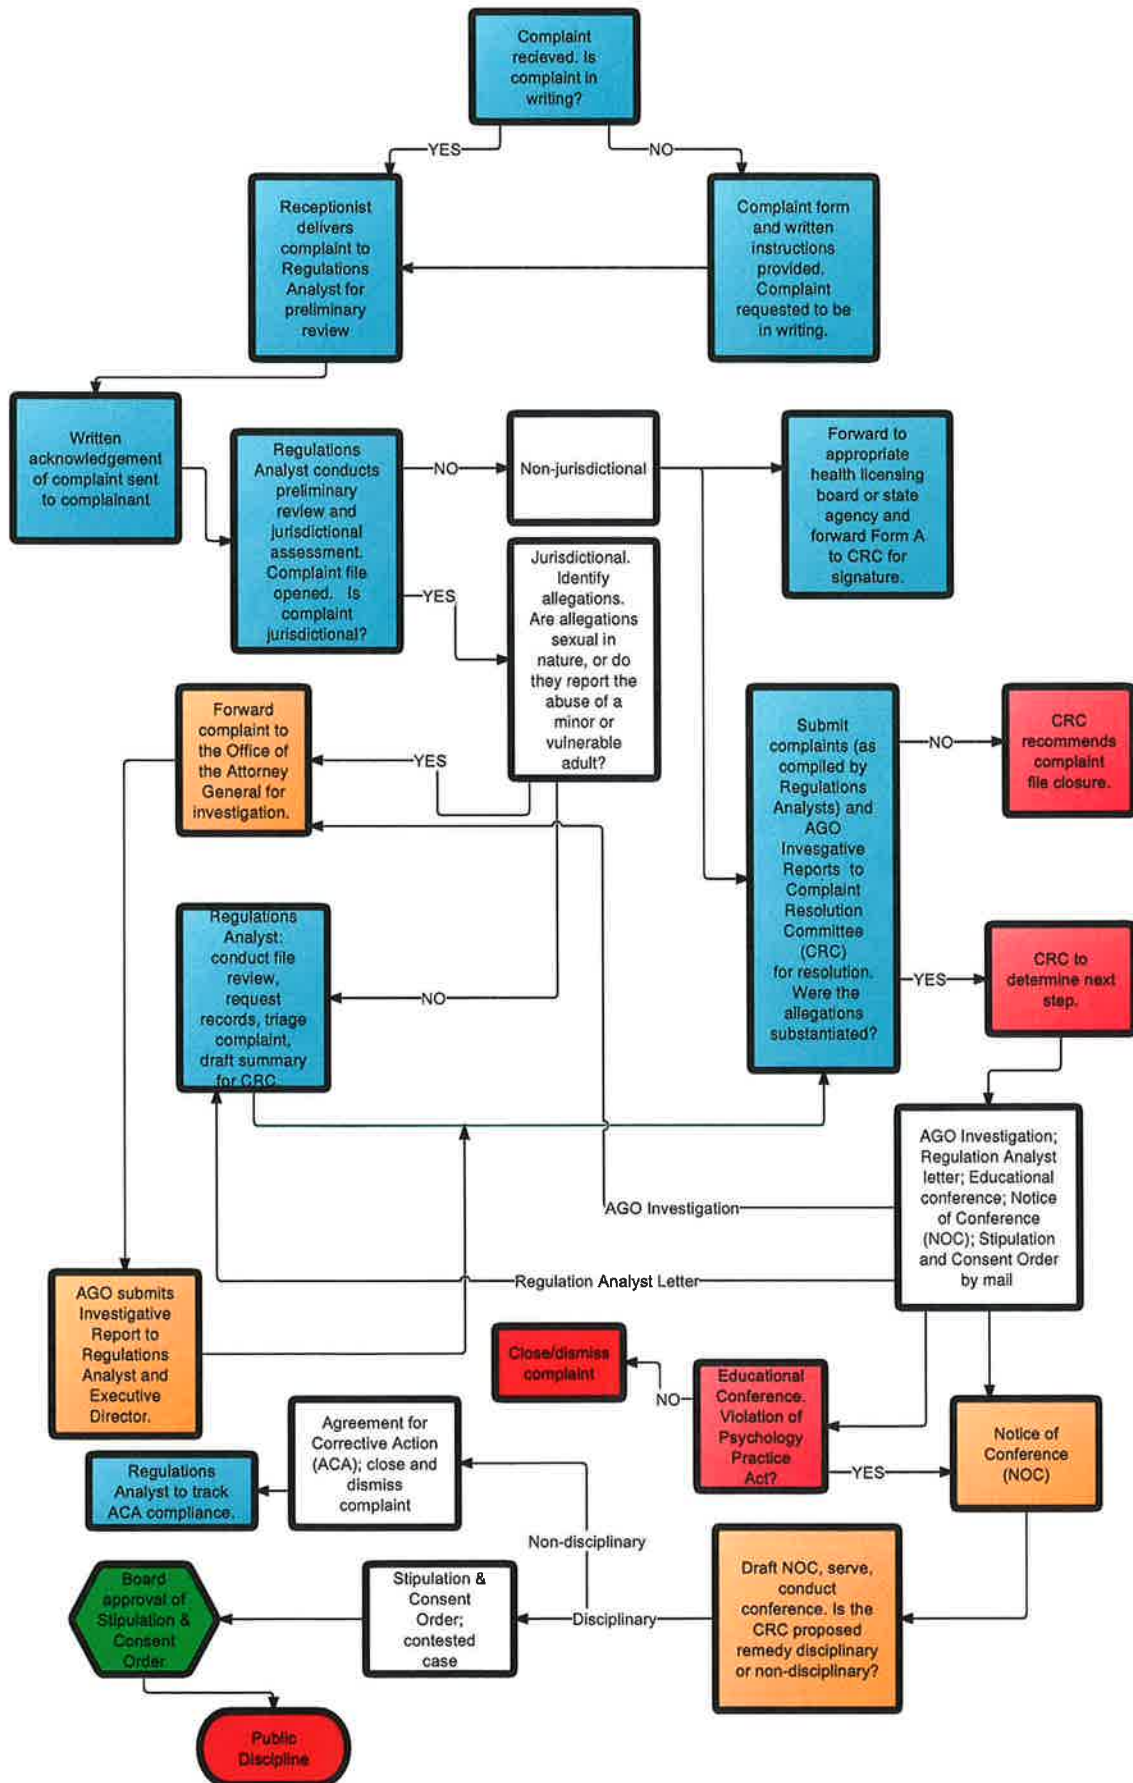 Complaint
recieved. Is
complaint in
writing?
YES
NO
Receptionist
delivers
complaint to
Regulations
Analyst for
preliminary
review
Complaint form
and written
instructions
provided.
Complaint
requested to be
in writing.
Written
acknowledgement
of complaint sent
to complainant
Regulations
Analyst conducts
preliminary
review and
jurisdictional
assessment.
Complaint file
opened. Is
complaint
jurisdictional?
NO
YES
Non-jurisdictional
Forward to
appropriate
health licensing
board or state
agency and
forward Form A
to CRC for
signature.
Jurisdictional.
Identify
allegations.
Are allegations
sexual in
nature, or do
they report the
abuse of a
minor or
vulnerable
adult?
YES
NO
Forward
complaint to
the Office of
the Attorney
General for
investigation.
Submit
complaints (as
compiled by
Regulations
Analysts) and
AGO
Invesgative
Reports to
Complaint
Resolution
Committee
(CRC)
for resolution.
Were the
allegations
substantiated?
NO
YES
CRC
recommends
complaint
file closure.
CRC to
determine next
step.
Regulations
Analyst:
conduct file
review,
request
records, triage
complaint,
draft summary
for CRC
AGO Investigation;
Regulation Analyst
letter; Educational
conference; Notice
of Conference
(NOC); Stipulation
and Consent Order
by mail
AGO Investigation
Regulation Analyst Letter
AGO submits
Investigative
Report to
Regulations
Analyst and
Executive
Director.
Close/dismiss
complaint
NO
Educational
Conference.
Violation of
Psychology
Practice
Act?
YES
Notice of
Conference
(NOC)
Agreement for
Corrective Action
(ACA); close and
dismiss
complaint
Regulations
Analyst to track
ACA compliance.
Non-disciplinary
Disciplinary
Draft NOC, serve,
conduct
conference. Is the
CRC proposed
remedy disciplinary
or non-disciplinary?
Stipulation &
Consent
Order;
contested
case
Board
approval of
Stipulation &
Consent
Order
Public
Discipline